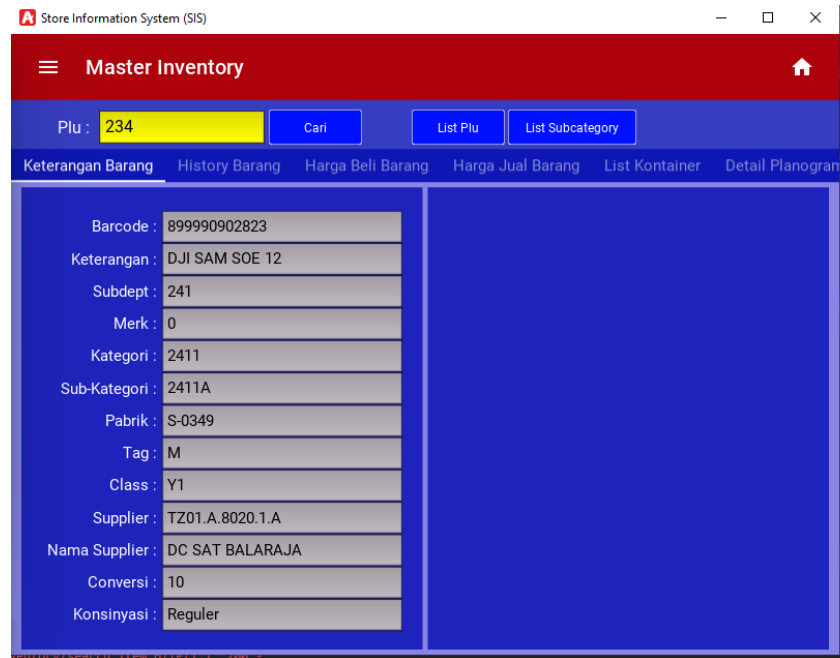 Store Information System (SIS)
Master Inventory
Plu : 234 Cari List Plu List Subcategory
Keterangan Barang History Barang Harga Beli Barang Harga Jual Barang List Kontainer Detail Planogram
Barcode : 899990902823
Keterangan : DJI SAM SOE 12
Subdept : 241
Merk : 0
Kategori : 2411
Sub-Kategori : 2411A
Pabrik : S-0349
Tag : M
Class : Y1
Supplier : TZ01.A.8020.1.A
Nama Supplier : DC SAT BALARAJA
Conversi : 10
Konsinyasi : Reguler